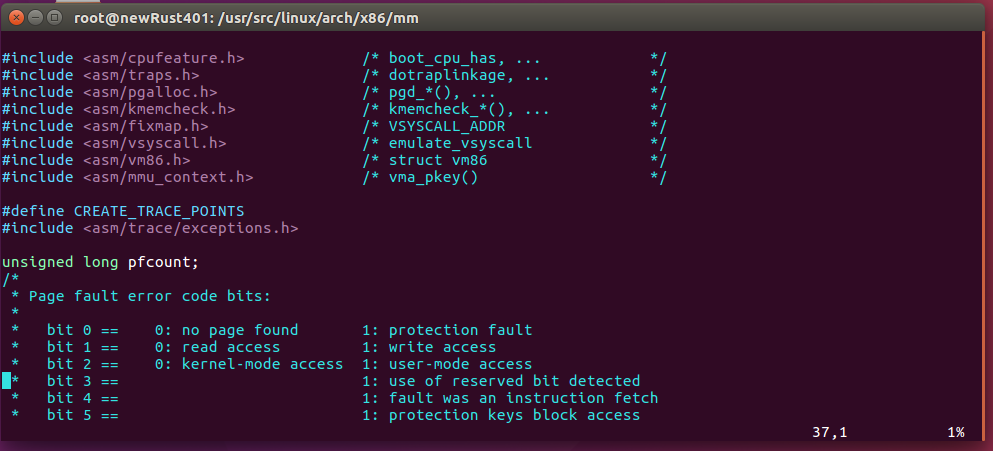 root@newRust401: /usr/src/linux/arch/x86/mm
#include <asm/cpufeature.h> /* boot_cpu_has, ... */
#include <asm/traps.h> /* dotraplinkage, ... */
#include <asm/pgalloc.h> /* pgd_*(), ... */
#include <asm/kmemcheck.h> /* kmemcheck_*(), ... */
#include <asm/fixmap.h> /* VSYSCALL_ADDR */
#include <asm/vsyscall.h> /* emulate_vsyscall */
#include <asm/vm86.h> /* struct vm86 */
#include <asm/mmu_context.h> /* vma_pkey() */
#define CREATE_TRACE_POINTS
#include <asm/trace/exceptions.h>
unsigned long pfcount;
/*
* Page fault error code bits:
*
* bit 0 == 0: no page found 1: protection fault
* bit 1 == 0: read access 1: write access
* bit 2 == 0: kernel-mode access 1: user-mode access
* bit 3 == 1: use of reserved bit detected
* bit 4 == 1: fault was an instruction fetch
* bit 5 == 1: protection keys block access
37,1 1%